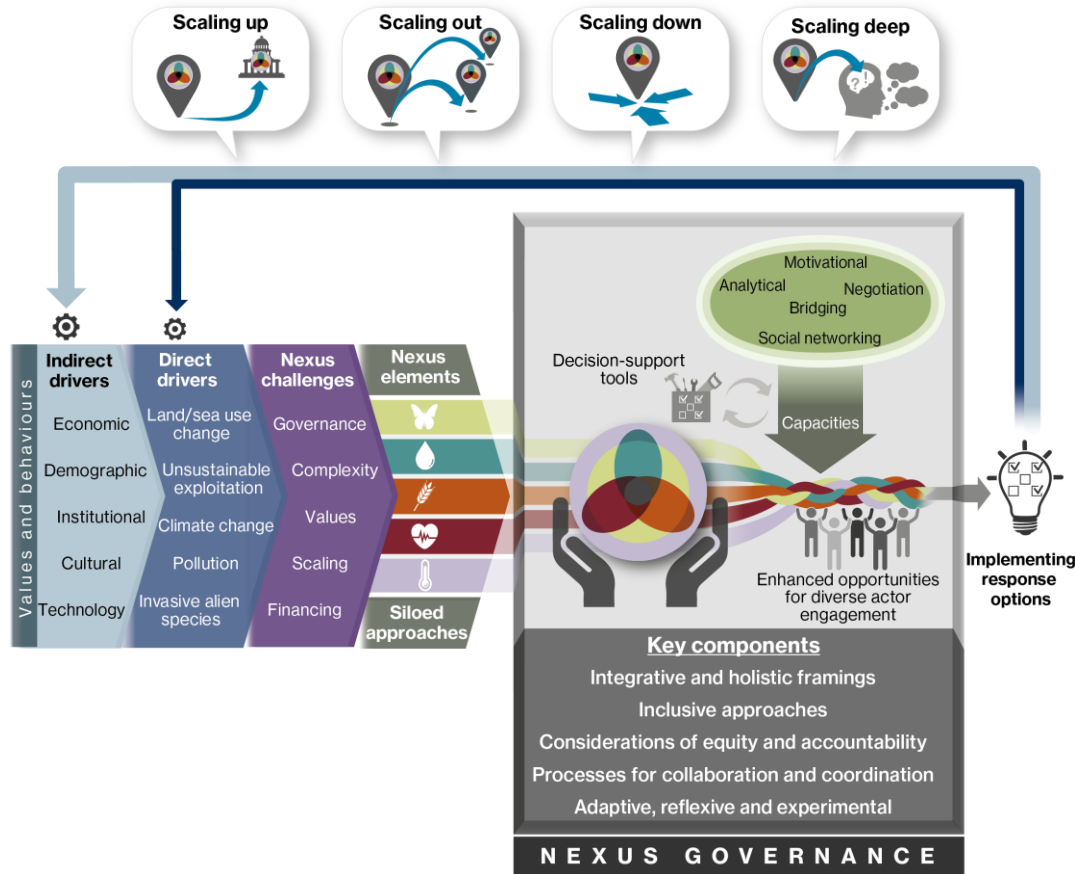 Scaling up
Scaling out
Scaling down
Scaling deep
? !
Values and behaviours
Indirect
drivers
Economic
Demographic
Institutional
Cultural
Technology
Direct
drivers
Land/sea use
change
Unsustainable
exploitation
Climate change
Pollution
Invasive alien
species
Nexus
challenges
Governance
Complexity
Values
Scaling
Financing
Nexus
elements
Siloed
approaches
Motivational
Analytical
Negotiation
Bridging
Social networking
Decision-support
tools
Capacities
Enhanced opportunities
for diverse actor
engagement
Implementing
response
options
Key components
Integrative and holistic framings
Inclusive approaches
Considerations of equity and accountability
Processes for collaboration and coordination
Adaptive, reflexive and experimental
NEXUS GOVERNANCE